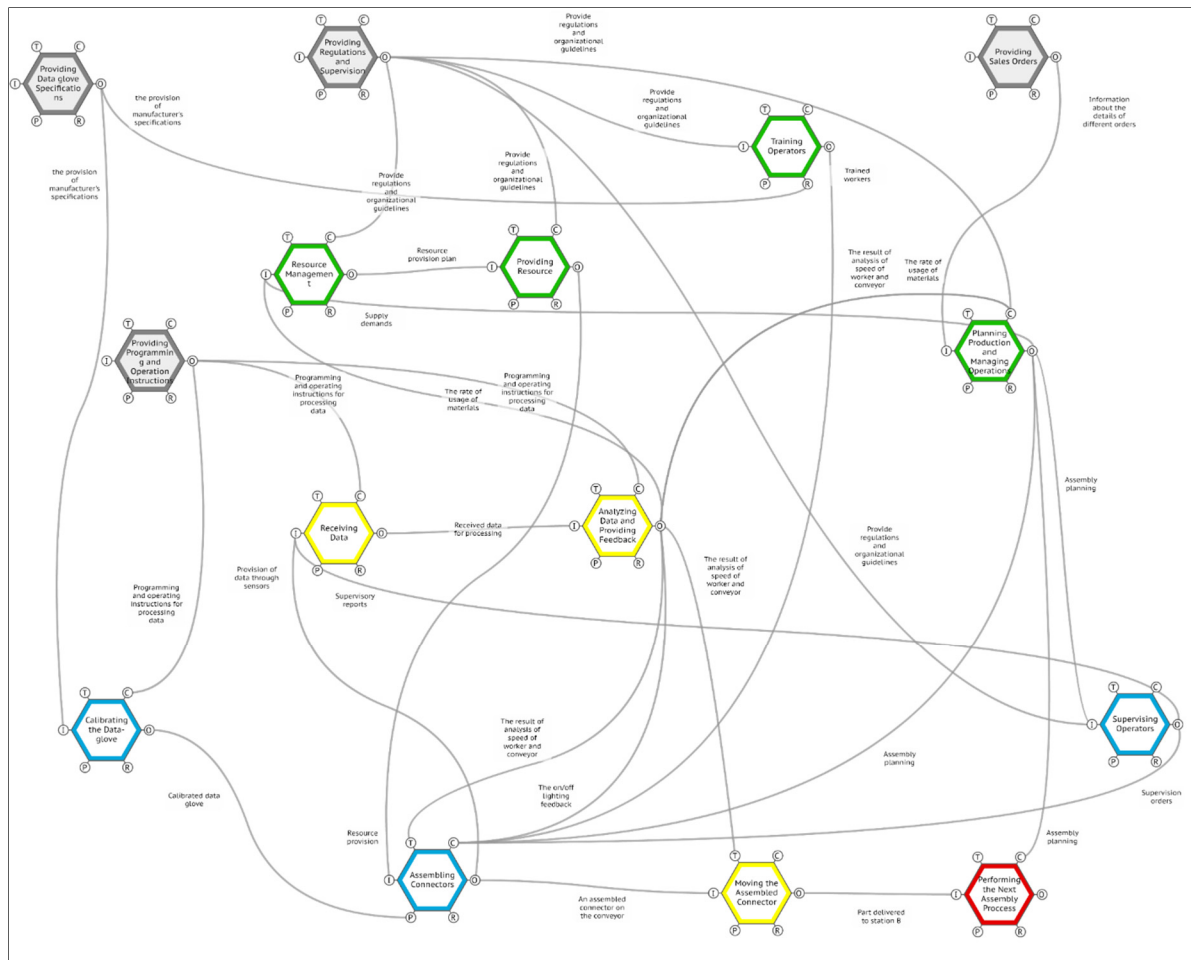 T
C
I
O
P
R
Providing
Data glove
Specificatio
ns
the provision
of
manufacturer's
specifications
the provision
of
manufacturer's
specifications
T
C
I
O
P
R
Providing
Regulations
and
Supervision
Provide
regulations
and
organizational
guidelines
Provide
regulations
and
organizational
guidelines
Provide
regulations
and
organizational
guidelines
Provide
regulations
and
organizational
guidelines
T
C
I
O
P
R
Providing
Sales Orders
Information
about the
details of
different orders
T
C
I
O
P
R
Training
Operators
Trained
workers
T
C
I
O
P
R
Resource
Managemen
t
Resource
provision plan
T
C
I
O
P
R
Providing
Resource
Supply
demands
The result of
analysis of
speed of
worker and
conveyor
The rate of
usage of
materials
T
C
I
O
P
R
Planning
Production
and
Managing
Operations
T
C
I
O
P
R
Providing
Programmin
g and
Operation
Instructions
Programming
and operating
instructions for
processing
data
The rate of
usage of
materials
Programming
and operating
instructions for
processing
data
Assembly
planning
T
C
I
O
P
R
Receiving
Data
Received data
for processing
T
C
I
O
P
R
Analyzing
Data and
Providing
Feedback
Provide
regulations
and
organizational
guidelines
The result of
analysis of
speed of
worker and
conveyor
Provision of
data through
sensors
Supervisory
reports
Programming
and operating
instructions for
processing
data
T
C
I
O
P
R
Calibrating
the Data-
glove
T
C
I
O
P
R
Supervising
Operators
The result of
analysis of
speed of
worker and
conveyor
Assembly
planning
The on/off
lighting
feedback
Calibrated data
glove
Supervision
orders
Resource
provision
Assembly
planning
T
C
I
O
P
R
Assembling
Connectors
An assembled
connector on
the conveyor
T
C
I
O
P
R
Moving the
Assembled
Connector
Part delivered
to station B
T
C
I
O
P
R
Performing
the Next
Assembly
Proccess